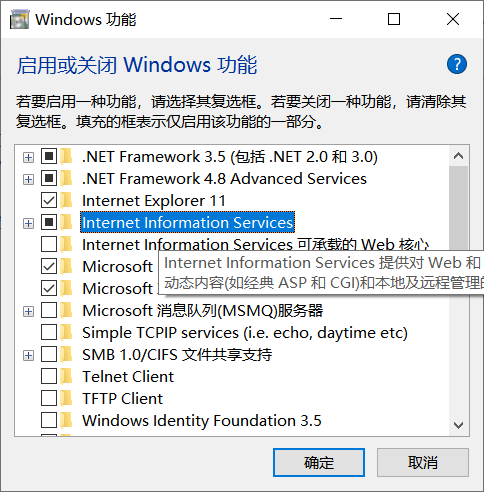 Windows 功能
启用或关闭 Windows 功能
若要启用一种功能，请选择其复选框。若要关闭一种功能，请清除其
复选框。填充的框表示仅启用该功能的一部分。
.NET Framework 3.5 (包括 .NET 2.0 和 3.0)
.NET Framework 4.8 Advanced Services
Internet Explorer 11
Internet Information Services
Internet Information Services 可承载的 Web 核心
Microsoft
Internet Information Services 提供对 Web 和
Microsoft
动态内容(如经典 ASP 和 CGI)和本地及远程管理的
Microsoft 消息队列(MSMQ)服务器
Simple TCPIP services (i.e. echo, daytime etc)
SMB 1.0/CIFS 文件共享支持
Telnet Client
TFTP Client
Windows Identity Foundation 3.5
确定
取消